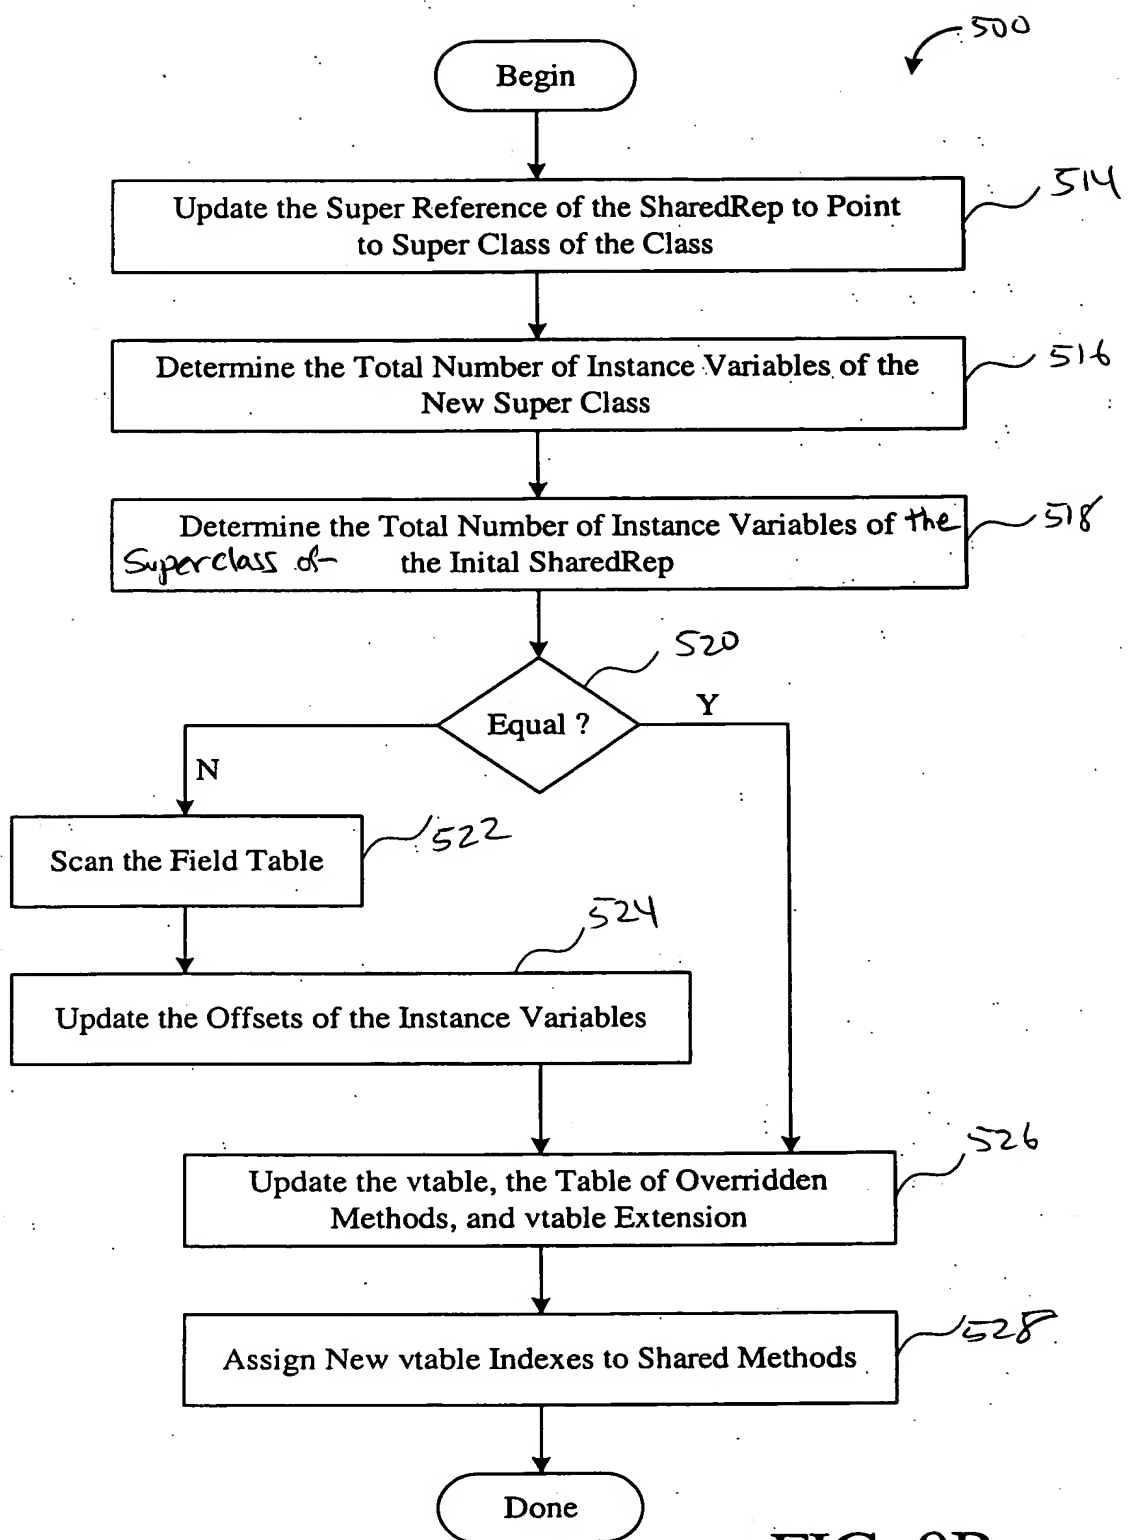 500
Begin
514
Update the Super Reference of the SharedRep to Point
to Super Class of the Class
516
Determine the Total Number of Instance Variables of the
New Super Class
518
Determine the Total Number of Instance Variables of the
Superclass of the Inital SharedRep
520
Equal ?
Y
N
522
Scan the Field Table
524
Update the Offsets of the Instance Variables
526
Update the vtable, the Table of Overridden
Methods, and vtable Extension
528
Assign New vtable Indexes to Shared Methods
Done